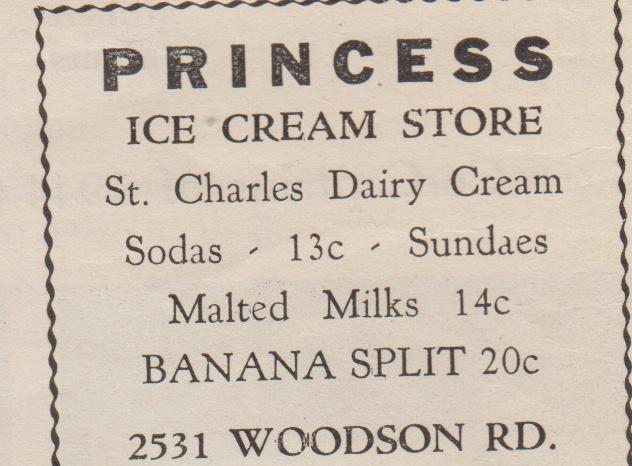 PRINCESS
ICE CREAM STORE
St. Charles Dairy Cream
Sodas - 13c - Sundaes
Malted Milks 14c
BANANA SPLIT 20c
2531 WOODSON RD.